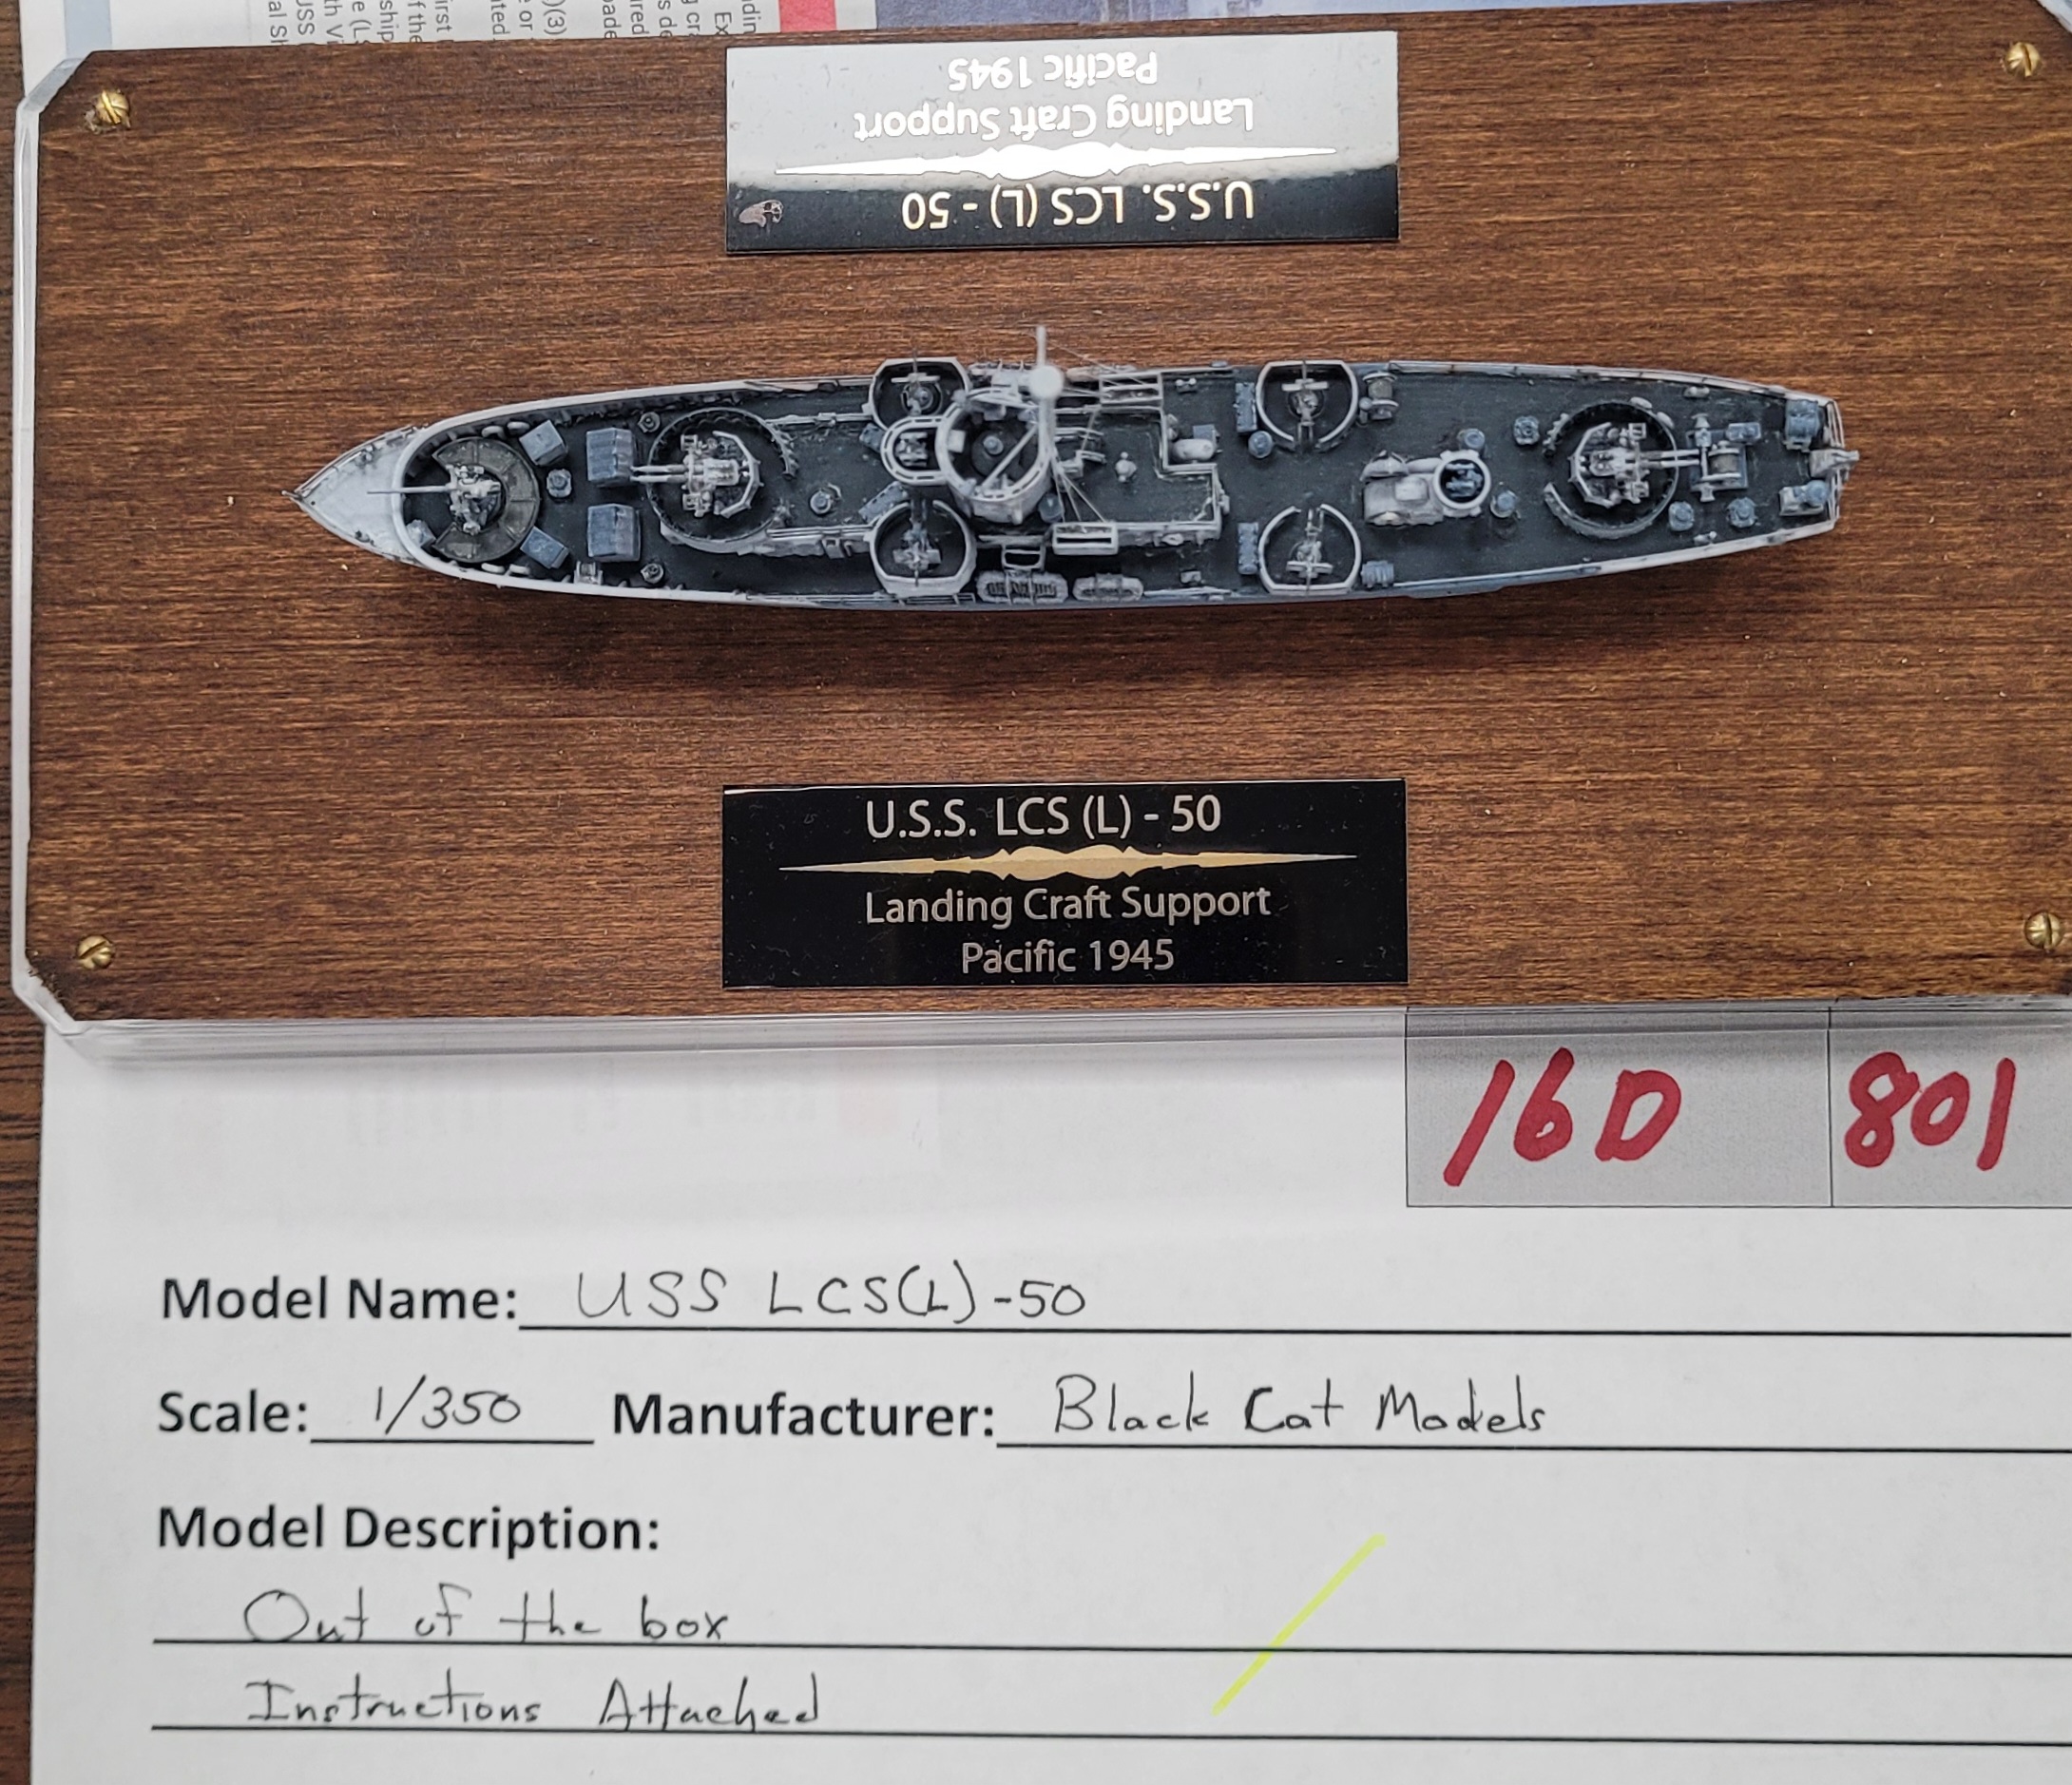 Pacific 1945
Landing Craft Support
U.S.S. LCS (L) - 50
U.S.S. LCS (L) - 50
Landing Craft Support
Pacific 1945
16D 801
Model Name: USS LCS(L)-50
Scale: 1/350 Manufacturer: Black Cat Models
Model Description:
Out of the box
Instructions Attached